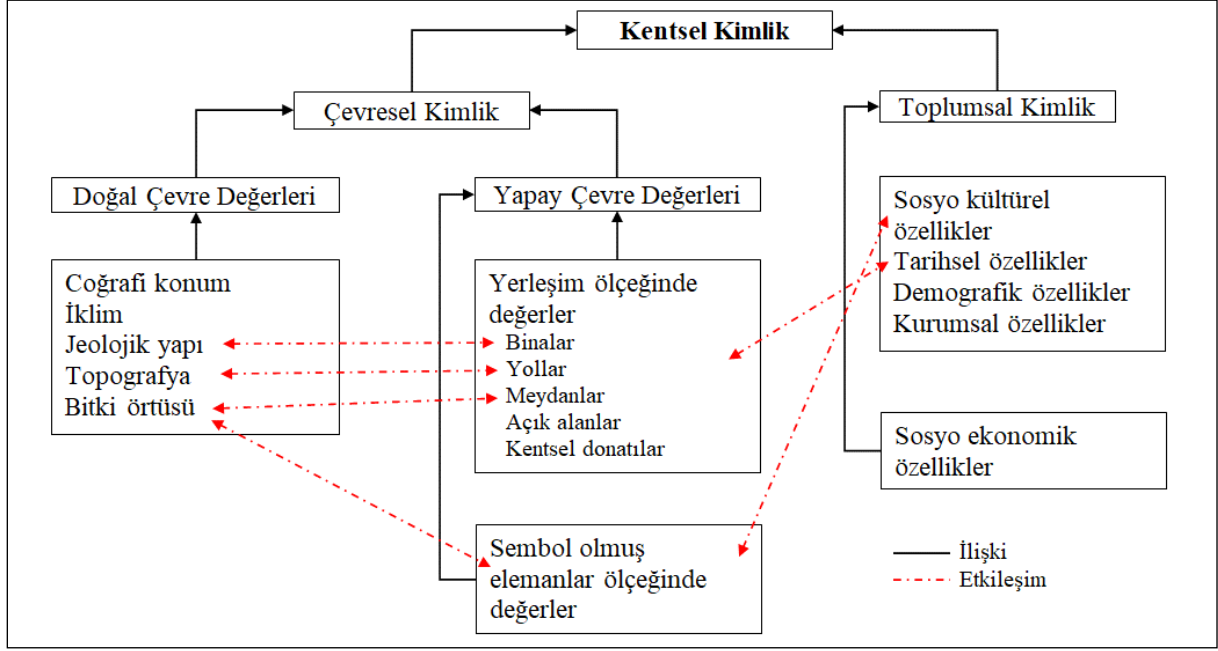 Kentsel Kimlik
Çevresel Kimlik
Toplumsal Kimlik
Doğal Çevre Değerleri
Yapay Çevre Değerleri
Coğrafi konum
İklim
Jeolojik yapı
Topografya
Bitki örtüsü
Yerleşim ölçeğinde
değerler
Binalar
Yollar
Meydanlar
Açık alanlar
Kentsel donatılar
Sembol olmuş
elemanlar ölçeğinde
değerler
Sosyo kültürel
özellikler
Tarihsel özellikler
Demografik özellikler
Kurumsal özellikler
Sosyo ekonomik
özellikler
İlişki
Etkileşim